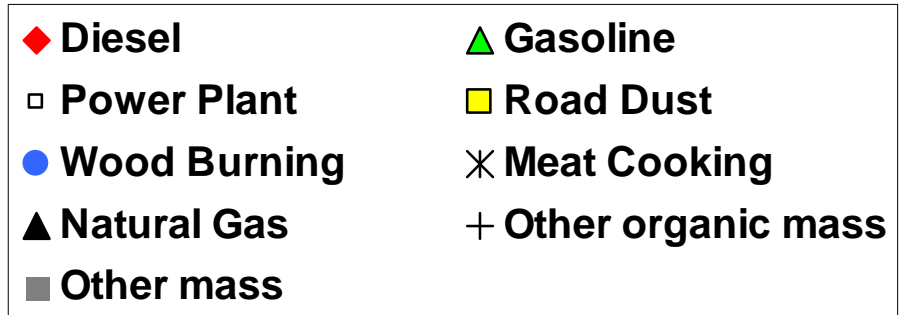 Diesel Gasoline
Power Plant Road Dust
Wood Burning Meat Cooking
Natural Gas Other organic mass
Other mass